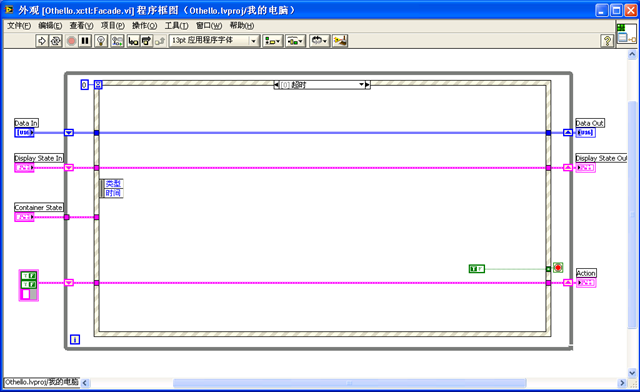 外观 [Othello.xctl:Facade.vi] 程序框图 (Othello.lvproj/我的电脑)
文件(F) 编辑(E) 查看(V) 项目(P) 操作(O) 工具(T) 窗口(W) 帮助(H)
13pt 应用程序字体
0
[0] 超时
Data In
[U16]
Data Out
[U16]
Display State In
Display State Out
类型
时间
Container State
T F
Action
i
Othello.lvproj/我的电脑